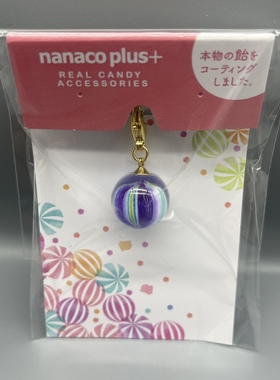 nanaco plus+
REAL CANDY
ACCESSORIES
本物の飴を
コーティング
しました。